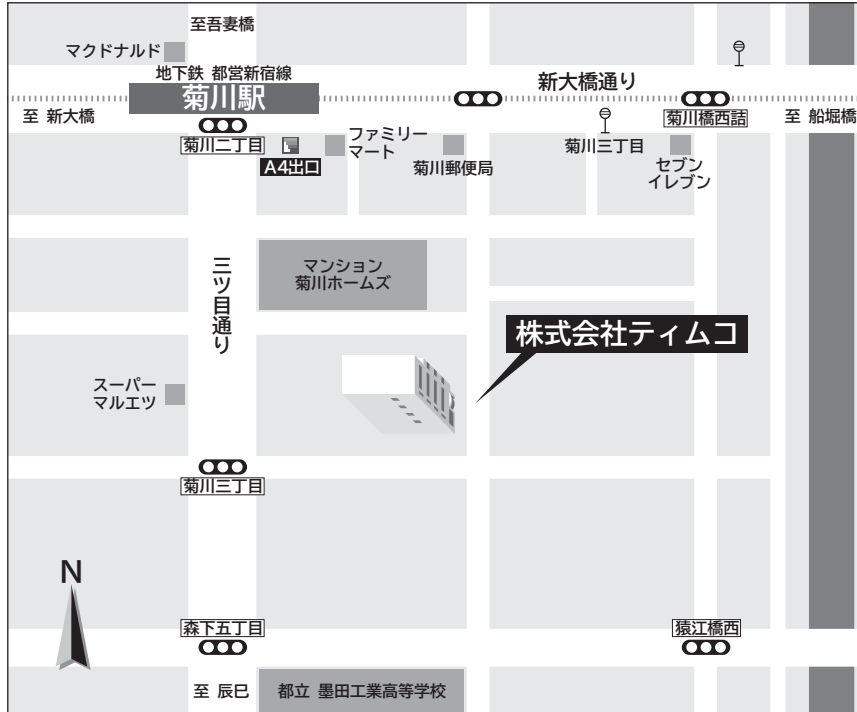 至吾妻橋
マクドナルド
地下鉄 都営新宿線
菊川駅
新大橋通り
至 新大橋
菊川橋西詰
至 船堀橋
菊川二丁目
A4出口
ファミリー
マート
菊川郵便局
菊川三丁目
セブン
イレブン
三ツ目通り
マンション
菊川ホームズ
株式会社ティムコ
スーパー
マルエツ
菊川三丁目
N
森下五丁目
猿江橋西
至 辰巳
都立 墨田工業高等学校